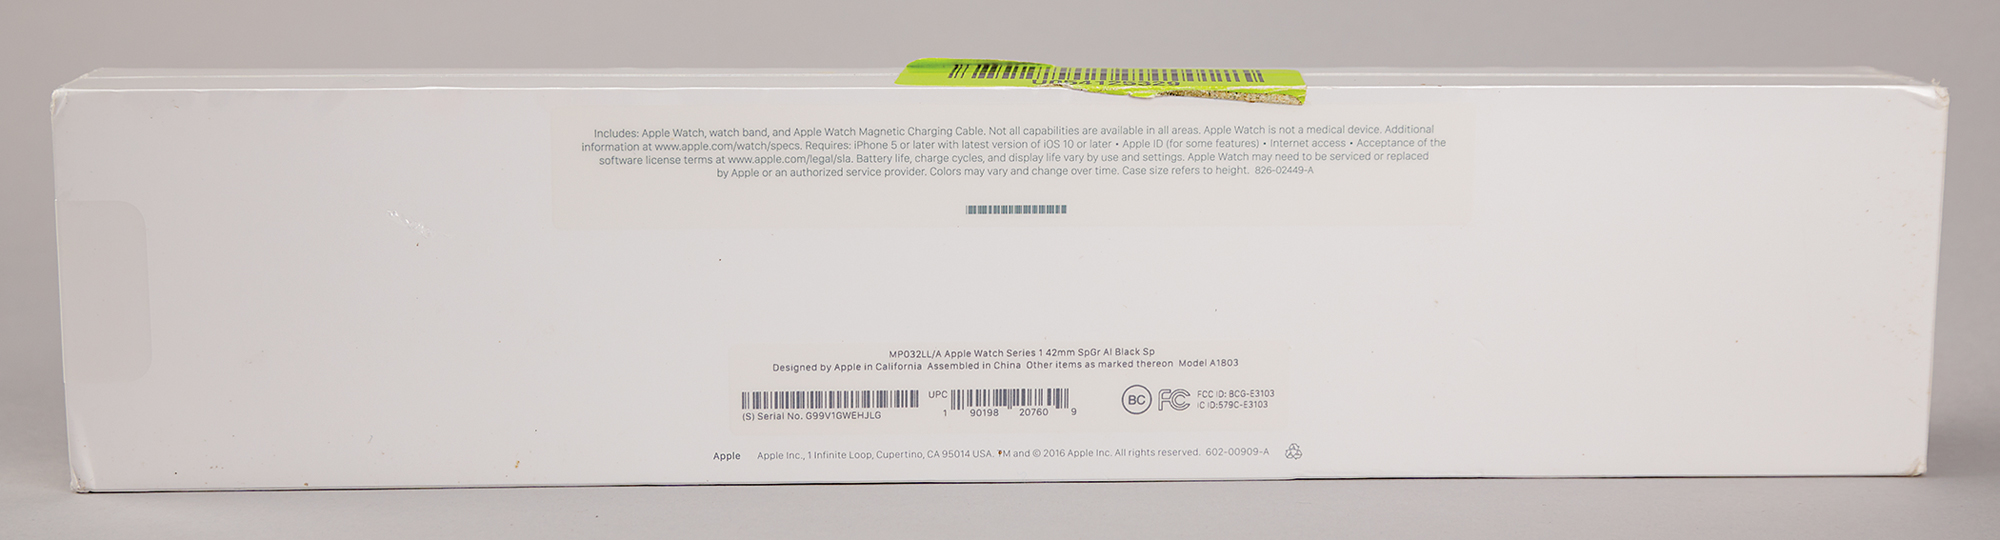 Includes: Apple Watch, watch band, and Apple Watch Magnetic Charging Cable. Not all capabilities are available in all areas. Apple Watch is not a medical device. Additional
information at www.apple.com/watch/specs. Requires: iPhone 5 or later with latest version of iOS 10 or later • Apple ID (for some features) • Internet access • Acceptance of the
software license terms at www.apple.com/legal/sla. Battery life, charge cycles, and display life vary by use and settings. Apple Watch may need to be serviced or replaced
by Apple or an authorized service provider. Colors may vary and change over time. Case size refers to height. 826-02449-A
MP032LL/A Apple Watch Series 1 42mm SpGr Al Black Sp
Designed by Apple in California Assembled in China Other items as marked thereon Model A1803
(S) Serial No. G99V1GWEHJLG
UPC
1 90198 20760 9
BC FC FCC ID: BCG-E3103
IC ID:579C-E3103
Apple Apple Inc., 1 Infinite Loop, Cupertino, CA 95014 USA. TM and © 2016 Apple Inc. All rights reserved. 602-00909-A